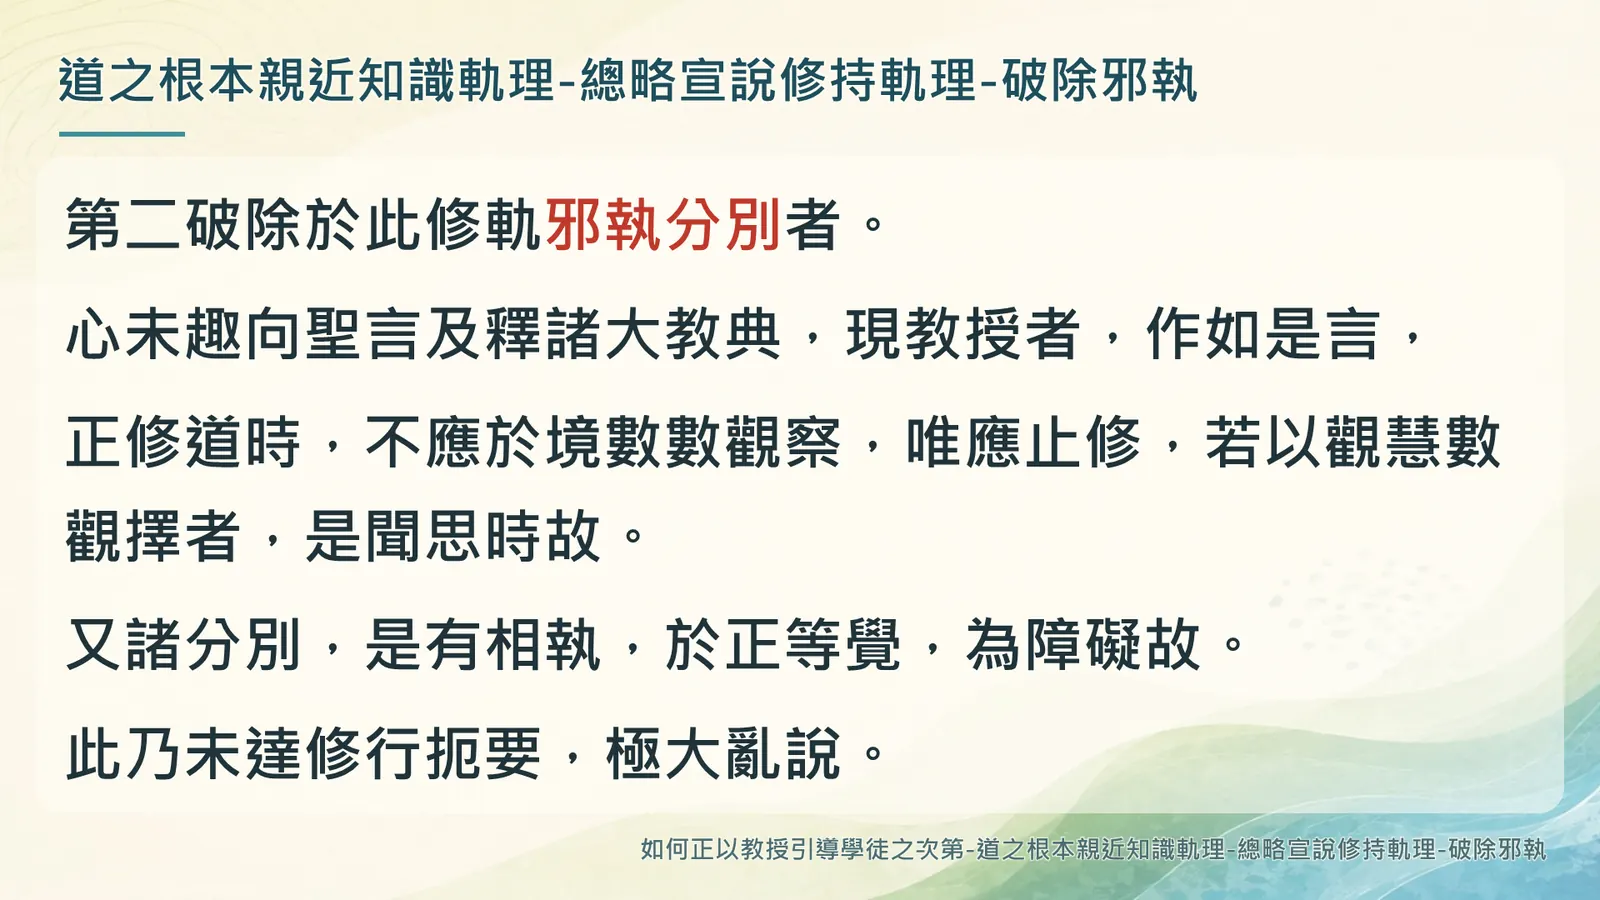 道之根本親近知識軌理-總略宣說修持軌理-破除邪執
第二破除於此修軌邪執分別者。
心未趣向聖言及釋諸大教典，現教授者，作如是言，
正修道時，不應於境數數觀察，唯應止修，若以觀慧數
觀擇者，是聞思時故。
又諸分別，是有相執，於正等覺，為障礙故。
此乃未達修行扼要，極大亂說。
如何正以教授引導學徒之次第-道之根本親近知識軌理-總略宣說修持軌理-破除邪執